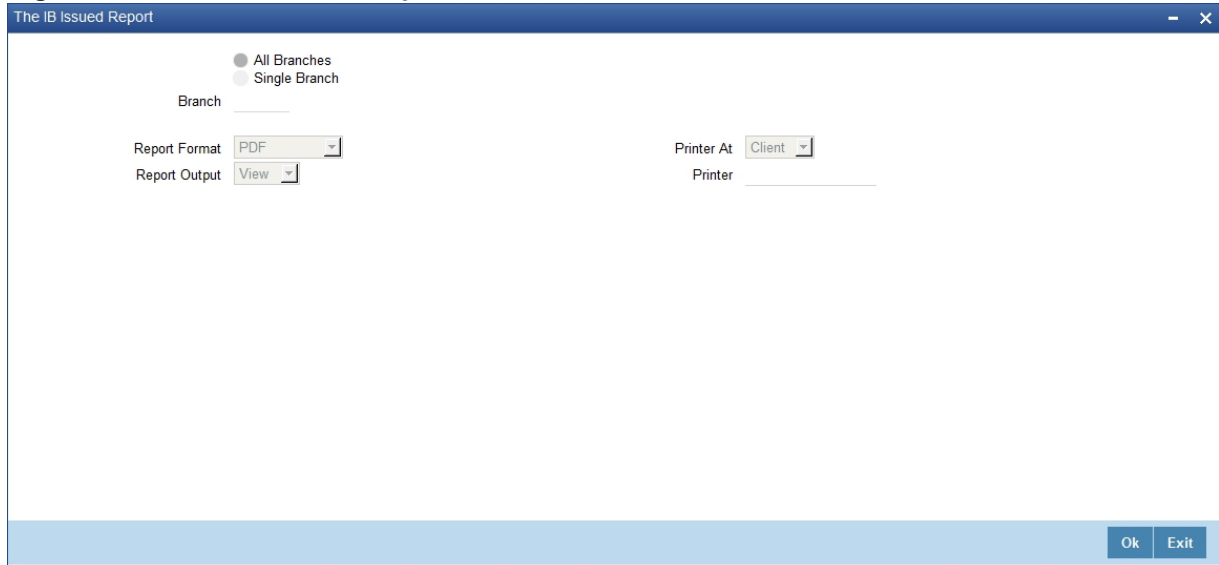 The IB Issued Report
All Branches
Single Branch
Branch
Report Format PDF Printer At Client
Report Output View Printer
Ok Exit